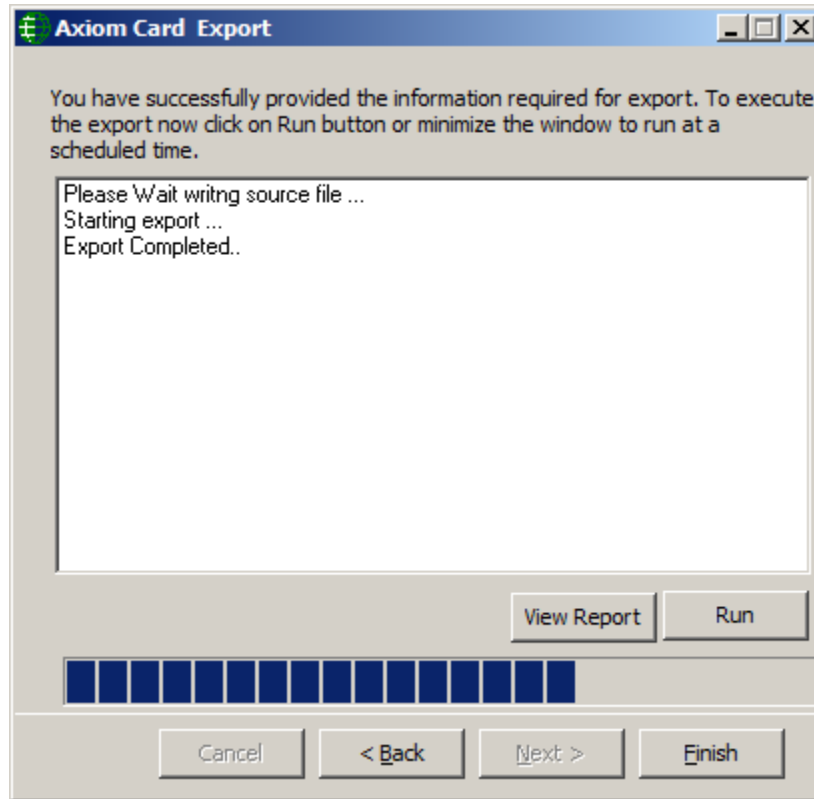 Axiom Card Export
You have successfully provided the information required for export. To execute
the export now click on Run button or minimize the window to run at a
scheduled time.
Please Wait writng source file ...
Starting export ...
Export Completed..
View Report
Run
Cancel
< Back
Next >
Finish